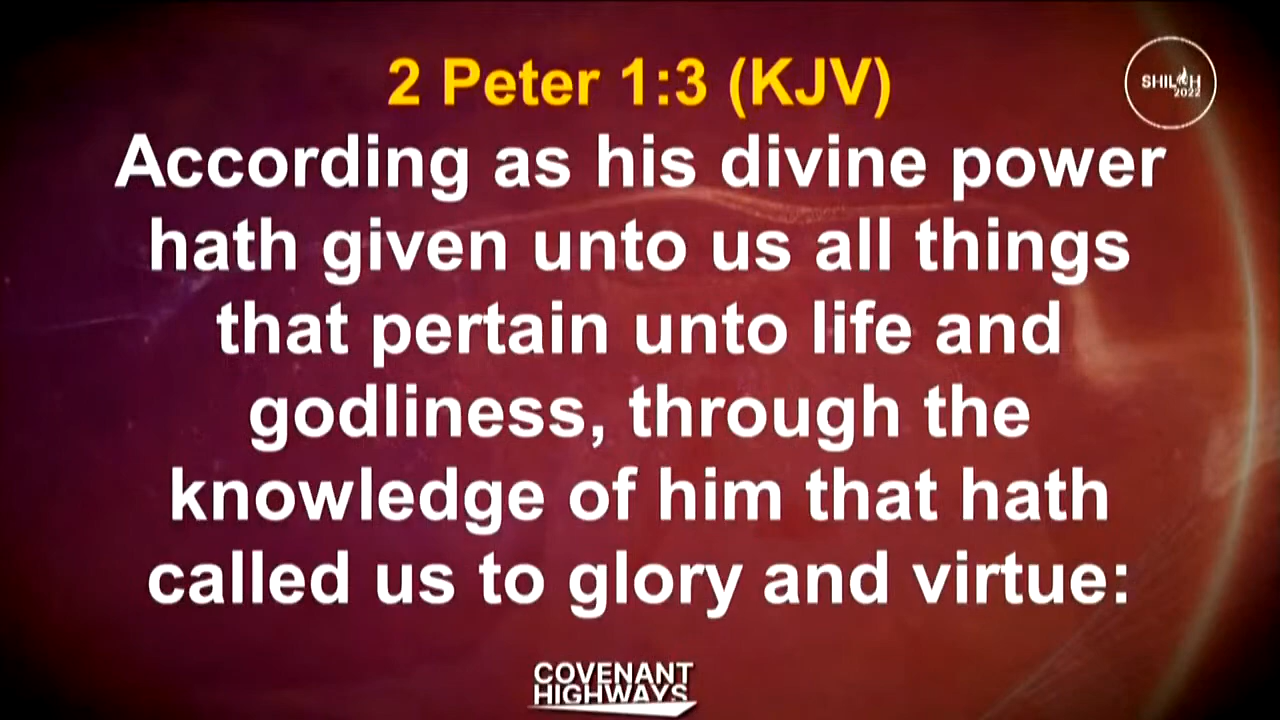 2 Peter 1:3 (KJV)
SHILOH
2022
According as his divine power
hath given unto us all things
that pertain unto life and
godliness, through the
knowledge of him that hath
called us to glory and virtue:
COVENANT
HIGHWAYS